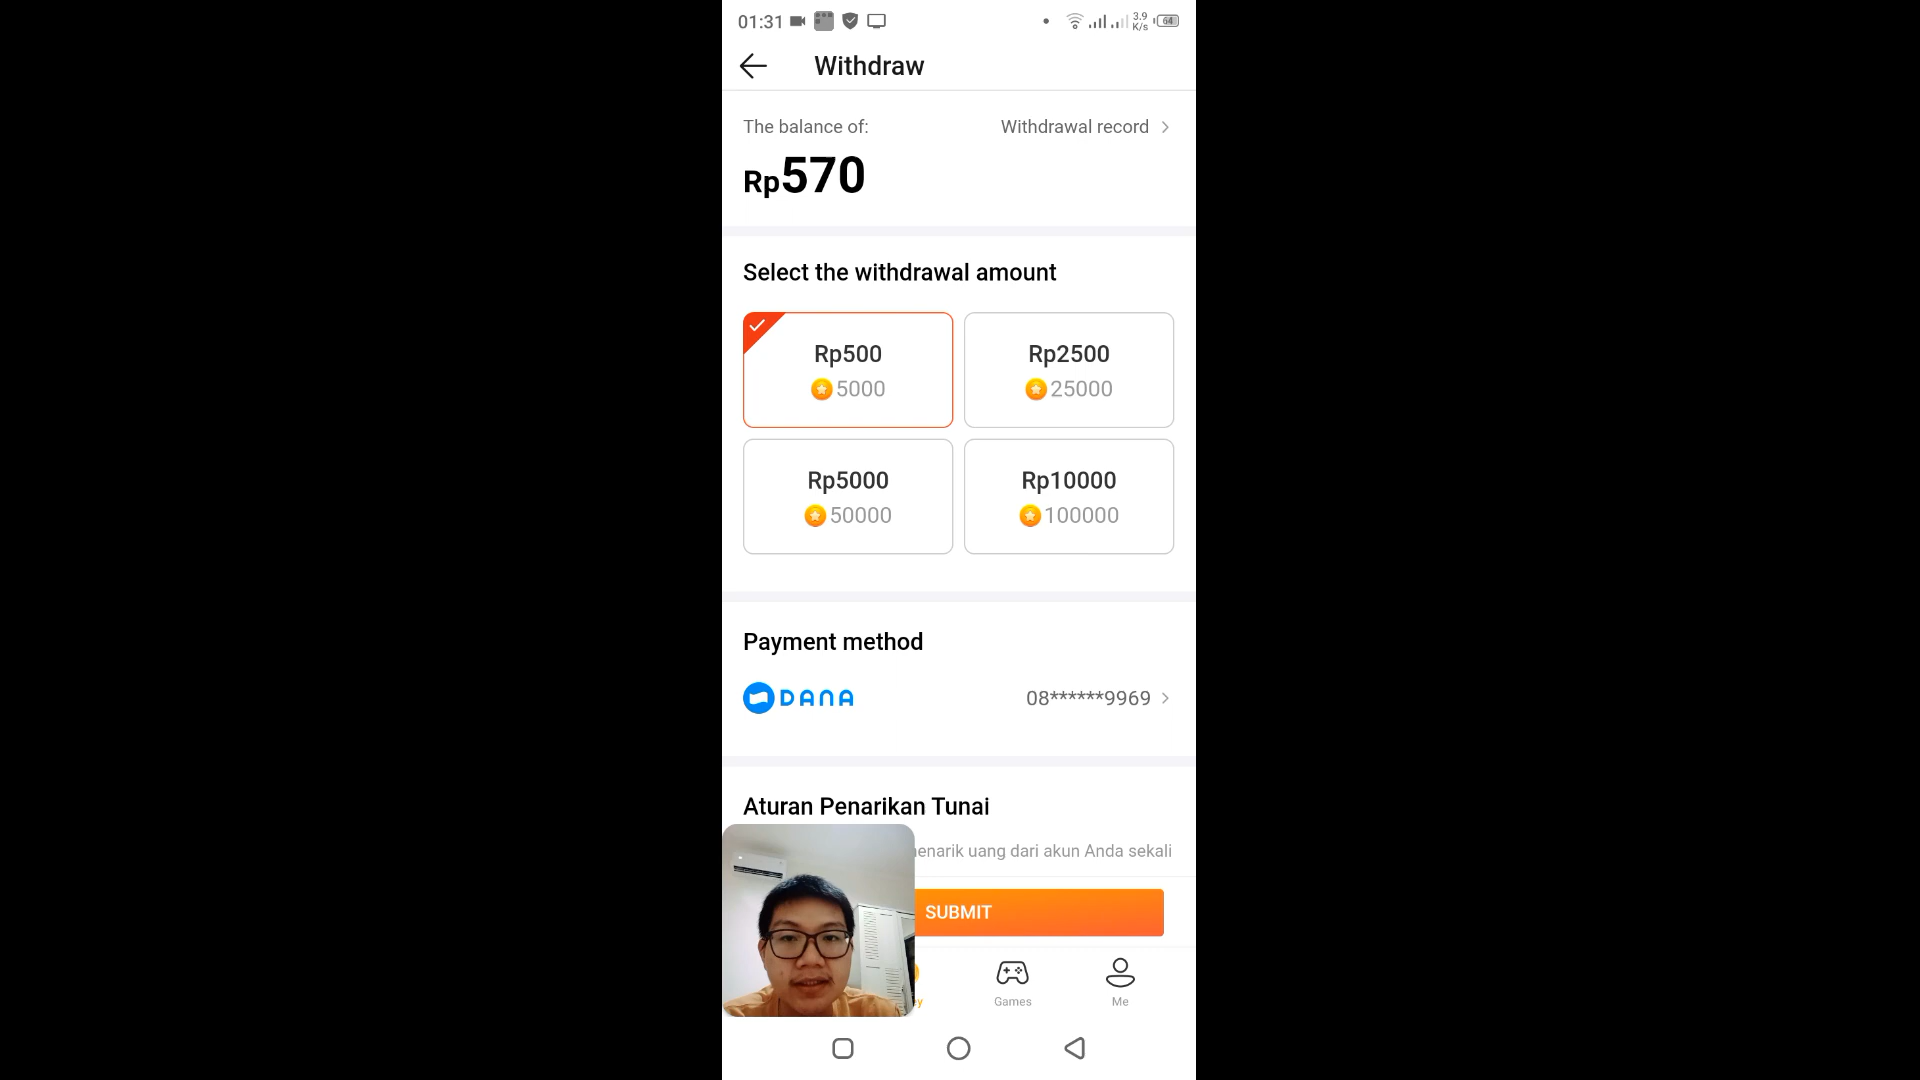 01:31
3.9
K/s
64
Withdraw
The balance of:
Withdrawal record
Rp570
Select the withdrawal amount
Rp500
5000
Rp2500
25000
Rp5000
50000
Rp10000
100000
Payment method
DANA
08******9969
Aturan Penarikan Tunai
uang dari akun Anda sekali
SUBMIT
Games
Me